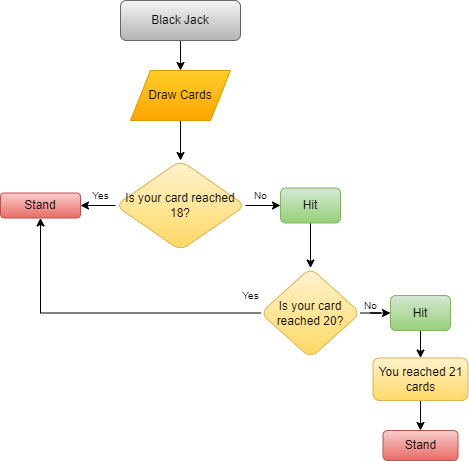 Black Jack
Draw Cards
Is your card reached
18?
Yes
No
Stand
Hit
Is your card
reached 20?
Yes
No
Hit
You reached 21
cards
Stand